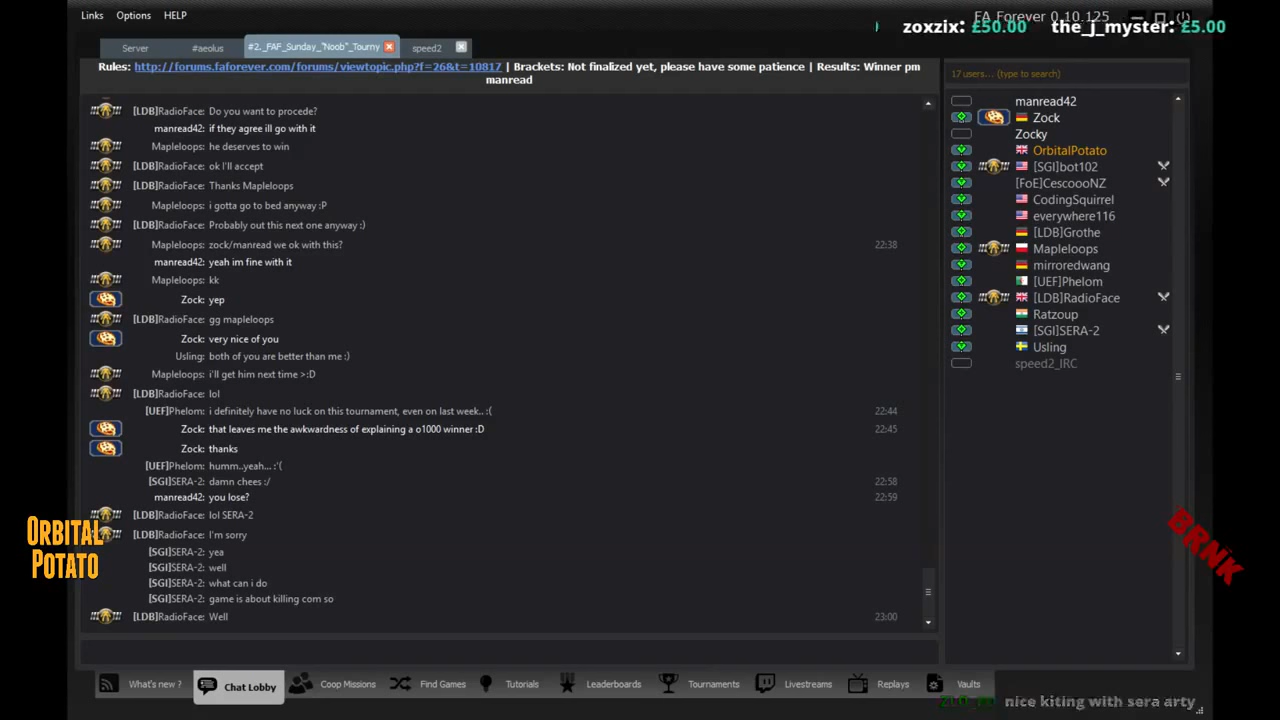 Links Options HELP
FA Forever 0.10.125
zoxzix: £50.00 the_j_myster: £5.00
Server #aeolus #2._FAF_Sunday_"Noob"_Tourny speed2
Rules: http://forums.faforever.com/forums/viewtopic.php?f=26&t=10817 | Brackets: Not finalized yet, please have some patience | Results: Winner pm
manread
17 users... (type to search)
[LDB]RadioFace: Do you want to procede?
manread42: if they agree ill go with it
Mapleloops: he deserves to win
[LDB]RadioFace: ok I'll accept
[LDB]RadioFace: Thanks Mapleloops
Mapleloops: i gotta go to bed anyway :P
[LDB]RadioFace: Probably out this next one anyway :)
Mapleloops: zock/manread we ok with this? 22:38
manread42: yeah im fine with it
Mapleloops: kk
Zock: yep
[LDB]RadioFace: gg mapleloops
Zock: very nice of you
Usling: both of you are better than me :)
Mapleloops: i'll get him next time >:D
[LDB]RadioFace: lol
[UEF]Phelom: i definitely have no luck on this tournament, even on last week.. :( 22:44
Zock: that leaves me the awkwardness of explaining a o1000 winner :D 22:45
Zock: thanks
[UEF]Phelom: humm..yeah... :'(
[SGI]SERA-2: damn chees :/ 22:58
manread42: you lose? 22:59
[LDB]RadioFace: lol SERA-2
[LDB]RadioFace: I'm sorry
[SGI]SERA-2: yea
[SGI]SERA-2: well
[SGI]SERA-2: what can i do
[SGI]SERA-2: game is about killing com so
[LDB]RadioFace: Well 23:00
manread42
Zock
Zocky
OrbitalPotato
[SGI]bot102
[FoE]CescoooNZ
CodingSquirrel
everywhere116
[LDB]Grothe
Mapleloops
mirroredwang
[UEF]Phelom
[LDB]RadioFace
Ratzoup
[SGI]SERA-2
Usling
speed2_IRC
Orbital
Potato
BRNK
What's new ? Chat Lobby Coop Missions Find Games Tutorials Leaderboards Tournaments Livestreams Replays Vaults
nice kiting with sera arty